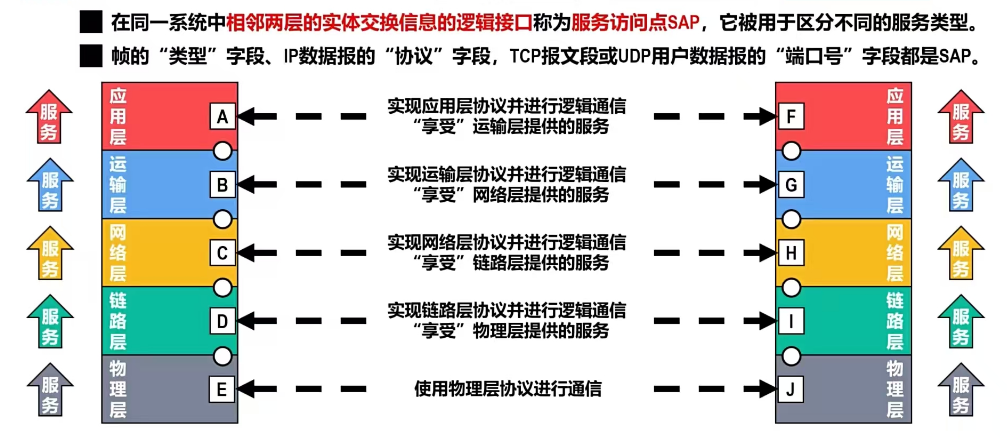 在同一系统中相邻两层的实体交换信息的逻辑接口称为服务访问点SAP，它被用于区分不同的服务类型。
帧的“类型”字段、IP数据报的“协议”字段，TCP报文段或UDP用户数据报的“端口号”字段都是SAP。
服务
应用层
A
实现应用层协议并进行逻辑通信
“享受”运输层提供的服务
F
应用层
服务
服务
运输层
B
实现运输层协议并进行逻辑通信
“享受”网络层提供的服务
G
运输层
服务
服务
网络层
C
实现网络层协议并进行逻辑通信
“享受”链路层提供的服务
H
网络层
服务
服务
链路层
D
实现链路层协议并进行逻辑通信
“享受”物理层提供的服务
I
链路层
服务
服务
物理层
E
使用物理层协议进行通信
J
物理层
服务